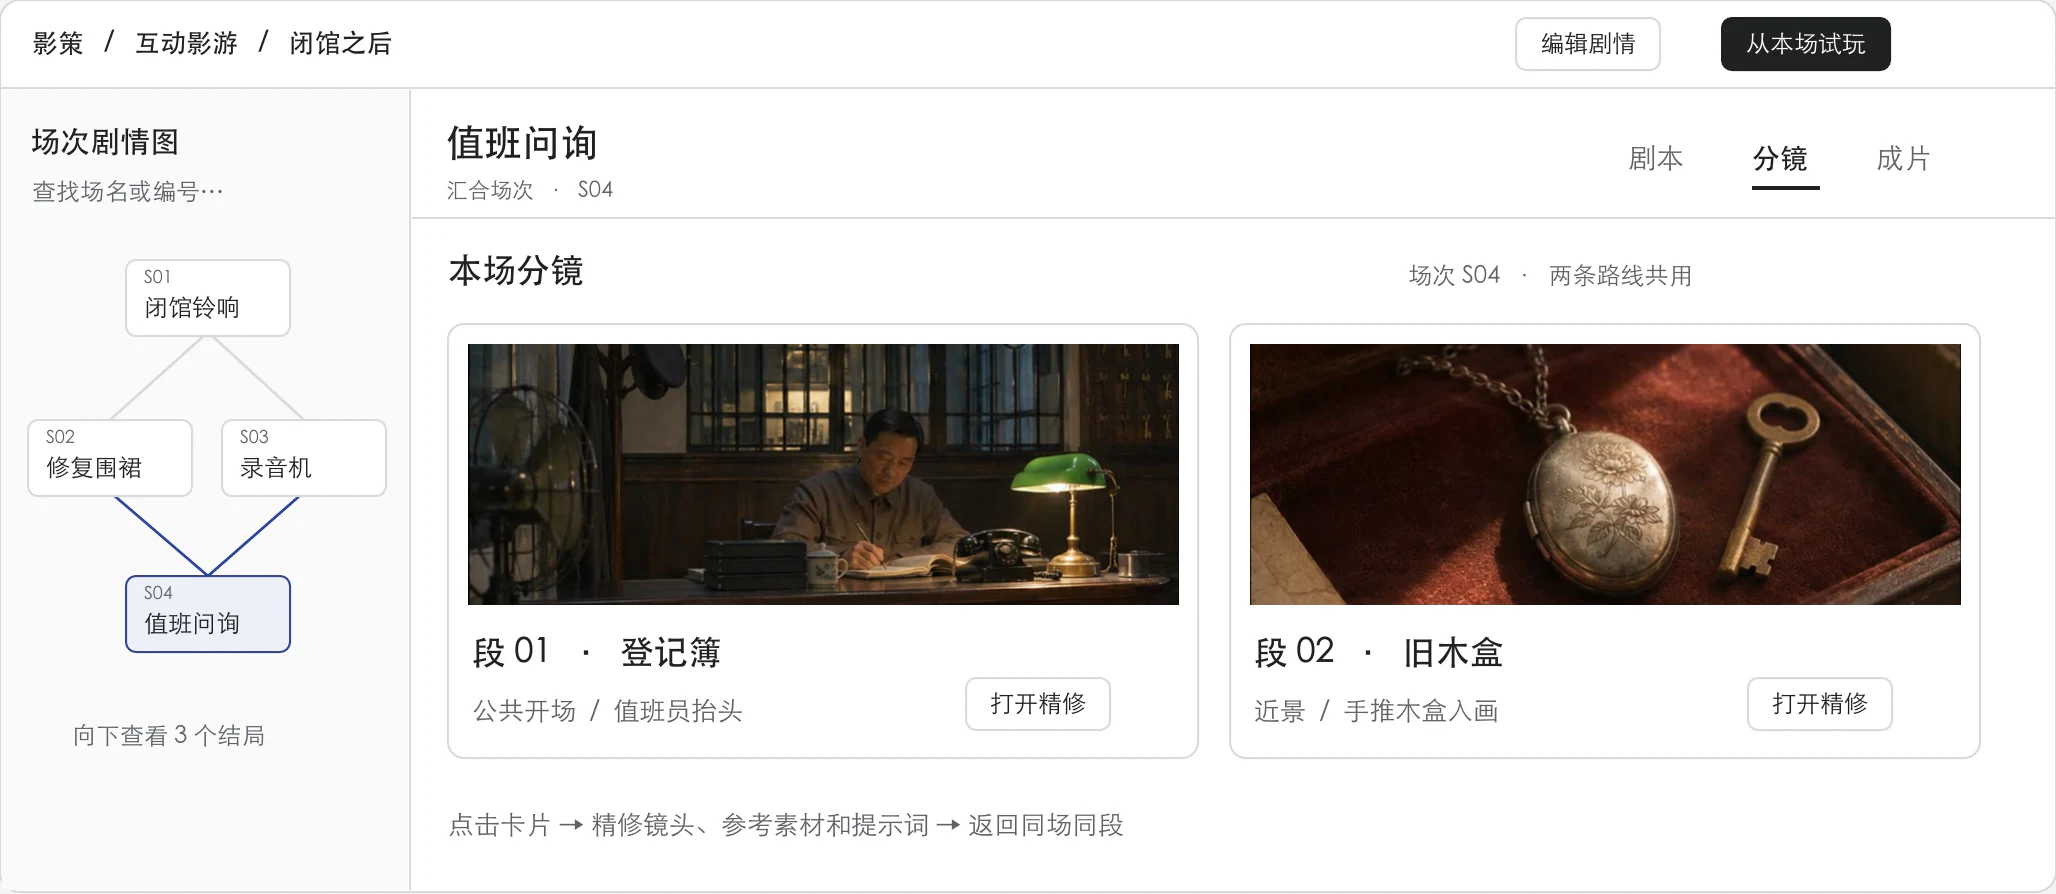 影策 / 互动影游 / 闭馆之后
编辑剧情
从本场试玩
场次剧情图
查找场名或编号…
S01
闭馆铃响
S02
修复围裙
S03
录音机
S04
值班问询
向下查看 3 个结局
值班问询
汇合场次 · S04
剧本
分镜
成片
本场分镜
场次 S04 · 两条路线共用
段 01 · 登记簿
公共开场 / 值班员抬头
打开精修
段 02 · 旧木盒
近景 / 手推木盒入画
打开精修
点击卡片 → 精修镜头、参考素材和提示词 → 返回同场同段